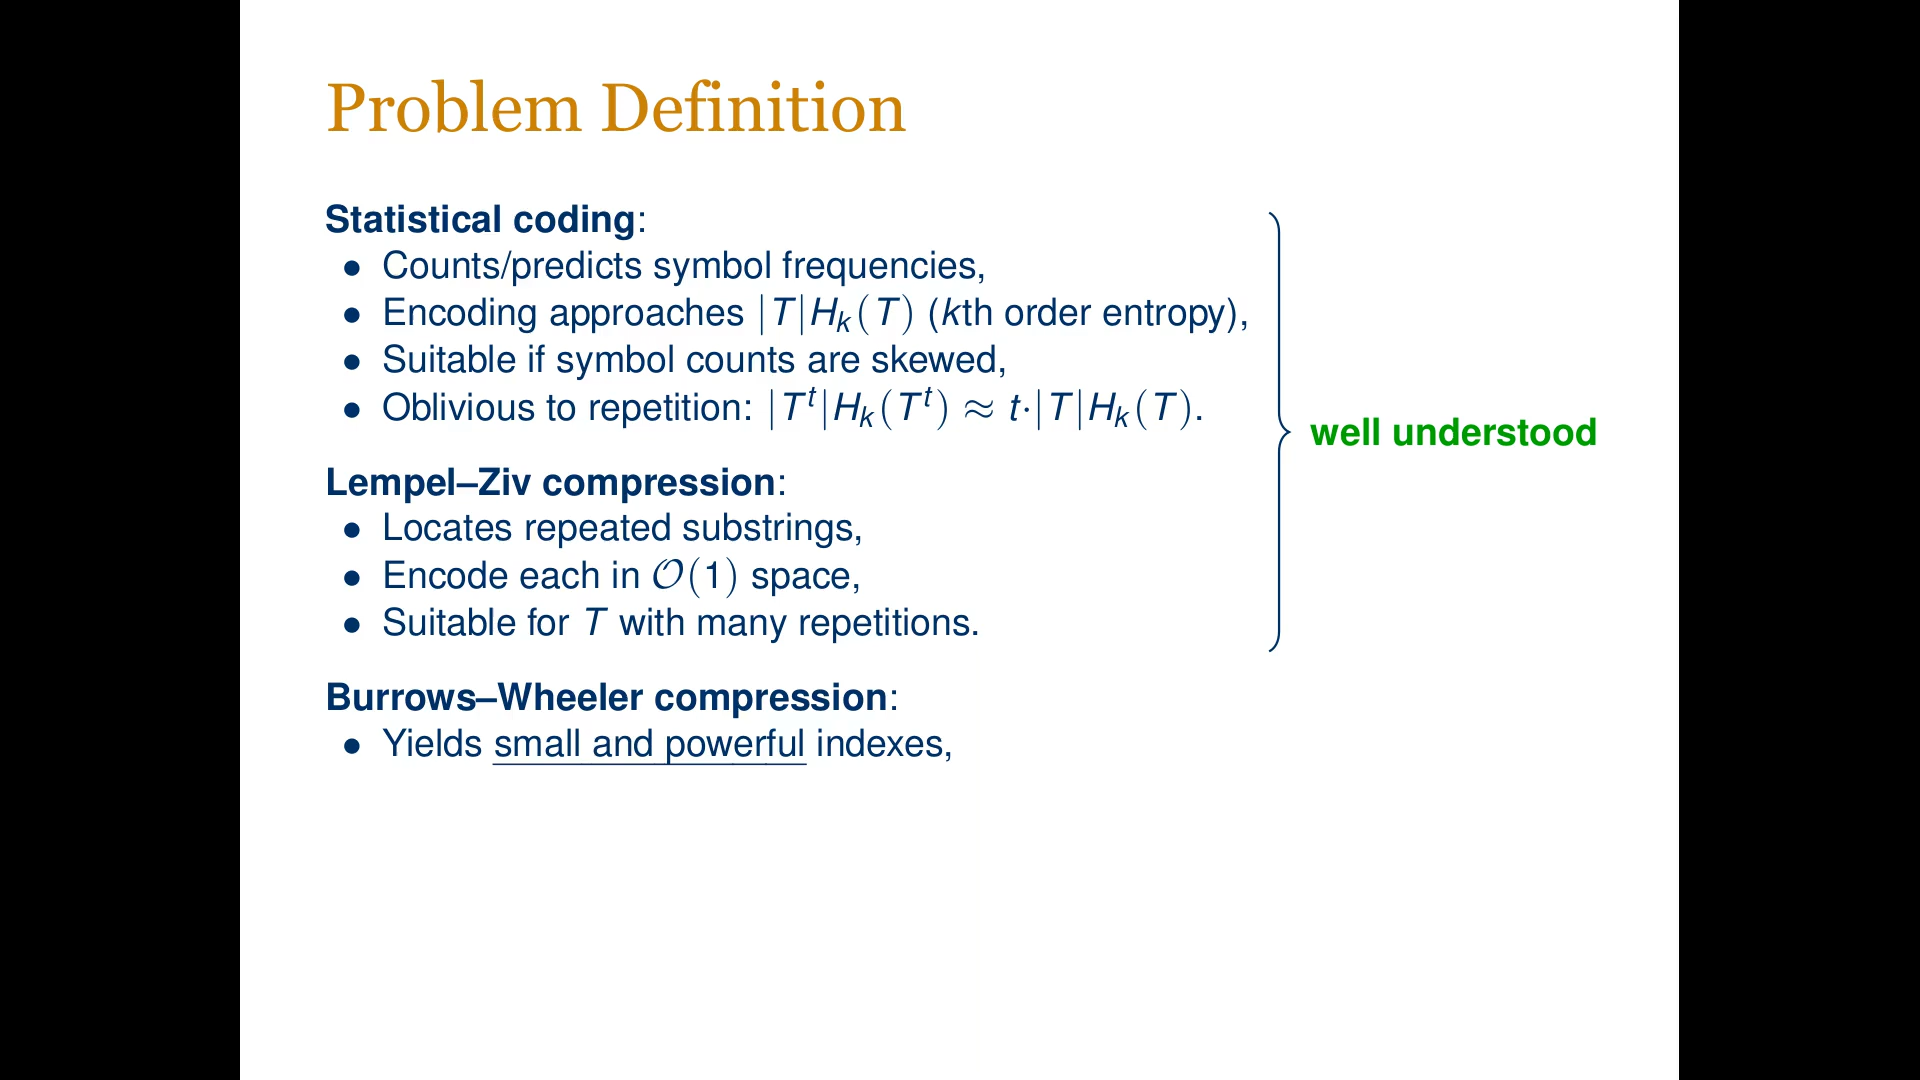 Problem Definition
Statistical coding:
• Counts/predicts symbol frequencies,
• Encoding approaches |T|H_k(T) (kth order entropy),
• Suitable if symbol counts are skewed,
• Oblivious to repetition: |T^t|H_k(T^t) ≈ t·|T|H_k(T).
well understood
Lempel–Ziv compression:
• Locates repeated substrings,
• Encode each in 𝒪(1) space,
• Suitable for T with many repetitions.
Burrows–Wheeler compression:
• Yields small and powerful indexes,